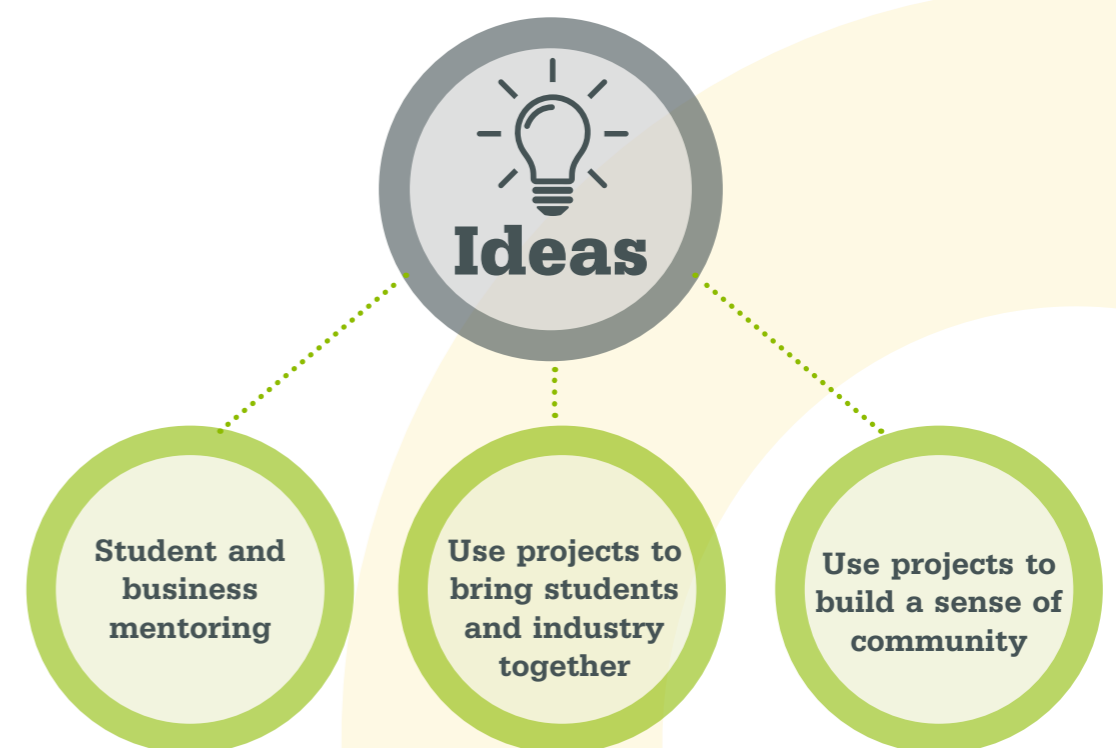 Ideas
Student and
business
mentoring
Use projects to
bring students
and industry
together
Use projects to
build a sense of
community